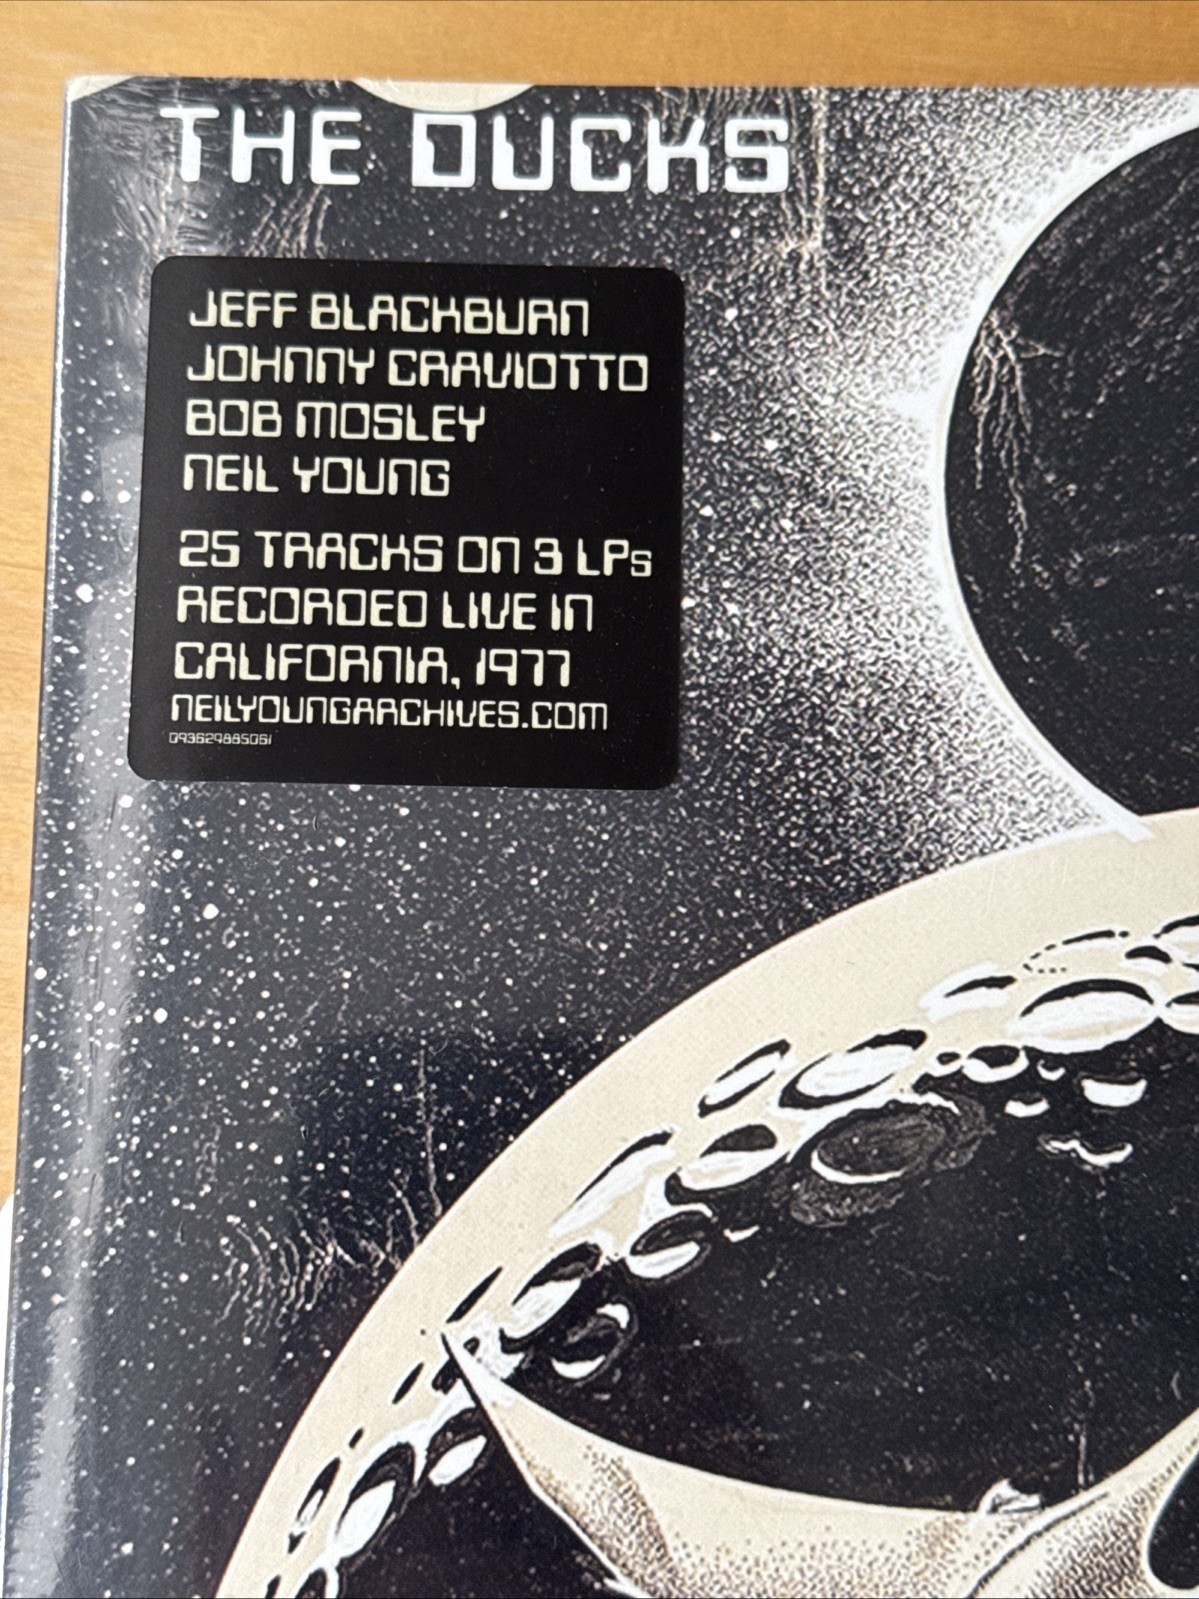 THE DUCKS
JEFF BLACKBURN
JOHNNY CRAVIOTTO
BOB MOSLEY
NEIL YOUNG
25 TRACKS ON 3 LPs
RECORDED LIVE IN
CALIFORNIA, 1977
NEILYOUNGARCHIVES.COM
093629885061